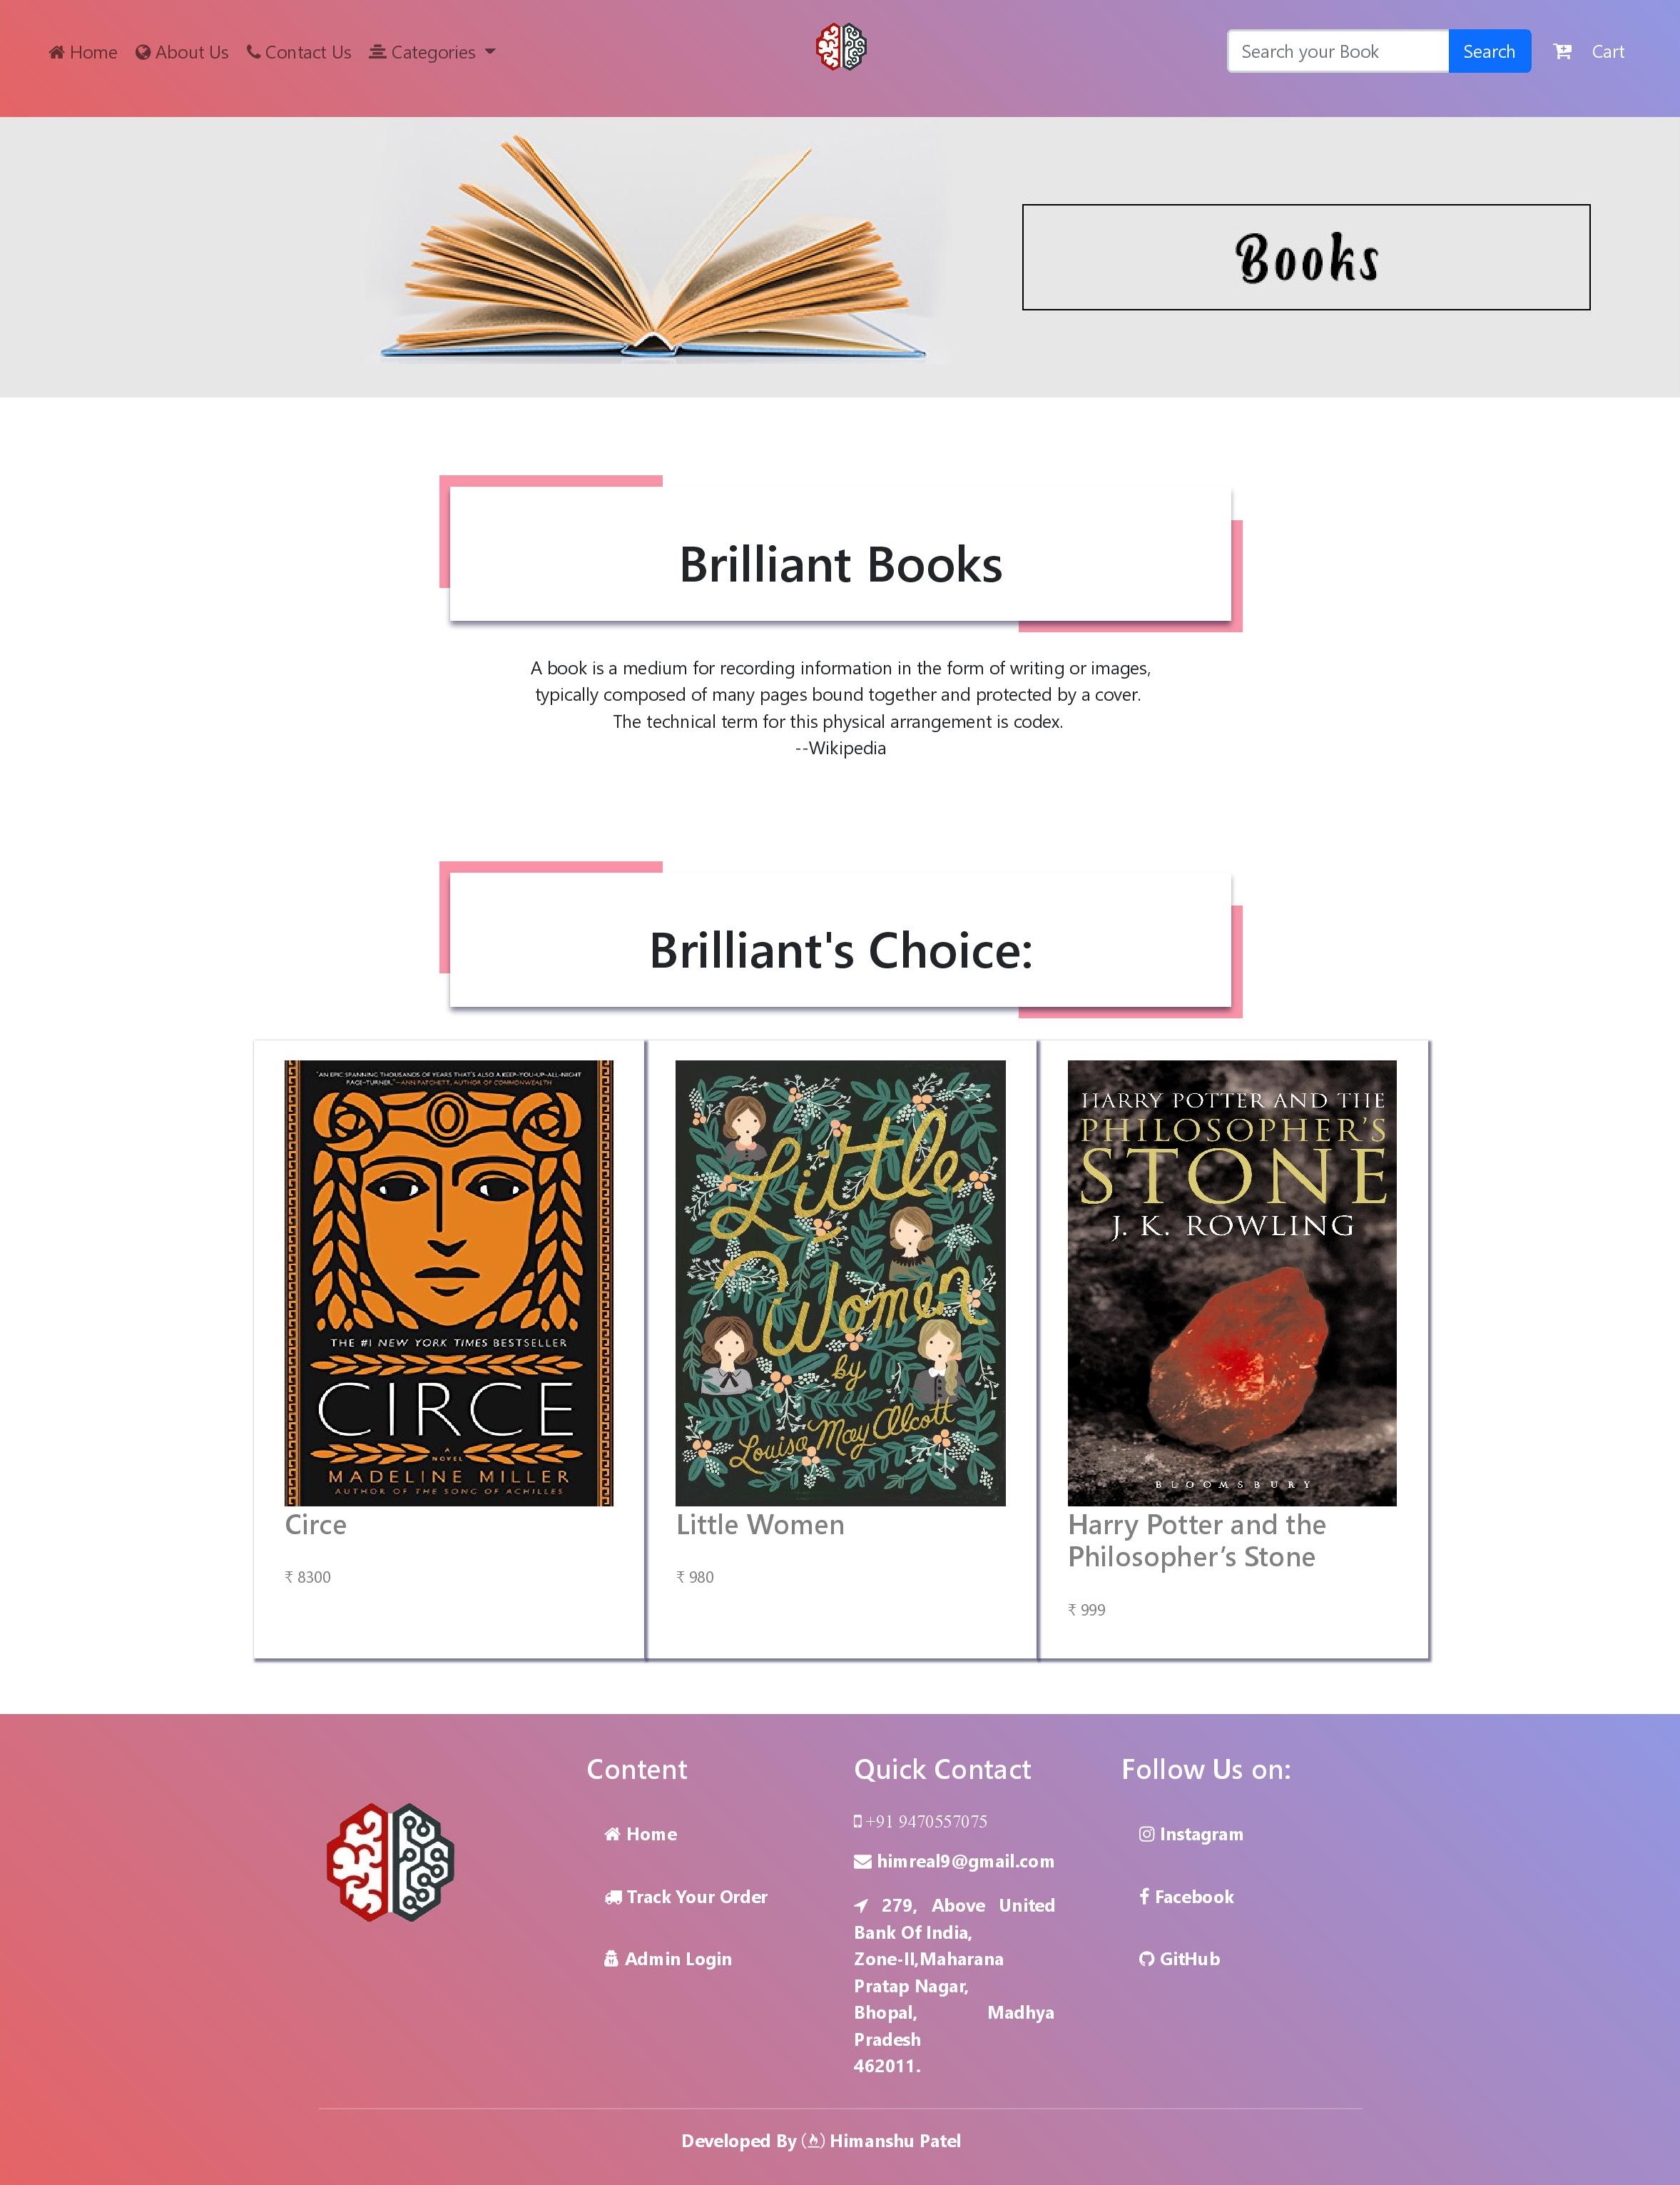 Home About Us Contact Us Categories
Search your Book Search Cart
Books
Brilliant Books
A book is a medium for recording information in the form of writing or images,
typically composed of many pages bound together and protected by a cover.
The technical term for this physical arrangement is codex.
--Wikipedia
Brilliant's Choice:
"AN EPIC SPANNING THOUSANDS OF YEARS THAT'S ALSO A KEEP-YOU-UP-ALL-NIGHT
PAGE-TURNER." —ANN PATCHETT, AUTHOR OF COMMONWEALTH
THE #1 NEW YORK TIMES BESTSELLER
CIRCE
A
NOVEL
MADELINE MILLER
AUTHOR OF THE SONG OF ACHILLES
Circe
₹ 8300
Little
Women
by
Louisa May Alcott
Little Women
₹ 980
HARRY POTTER AND THE
PHILOSOPHER'S
STONE
J. K. ROWLING
BLOOMSBURY
Harry Potter and the
Philosopher’s Stone
₹ 999
Content
Home
Track Your Order
Admin Login
Quick Contact
+91 9470557075
himreal9@gmail.com
279, Above United
Bank Of India,
Zone-II,Maharana
Pratap Nagar,
Bhopal, Madhya
Pradesh
462011.
Follow Us on:
Instagram
Facebook
GitHub
Developed By Himanshu Patel